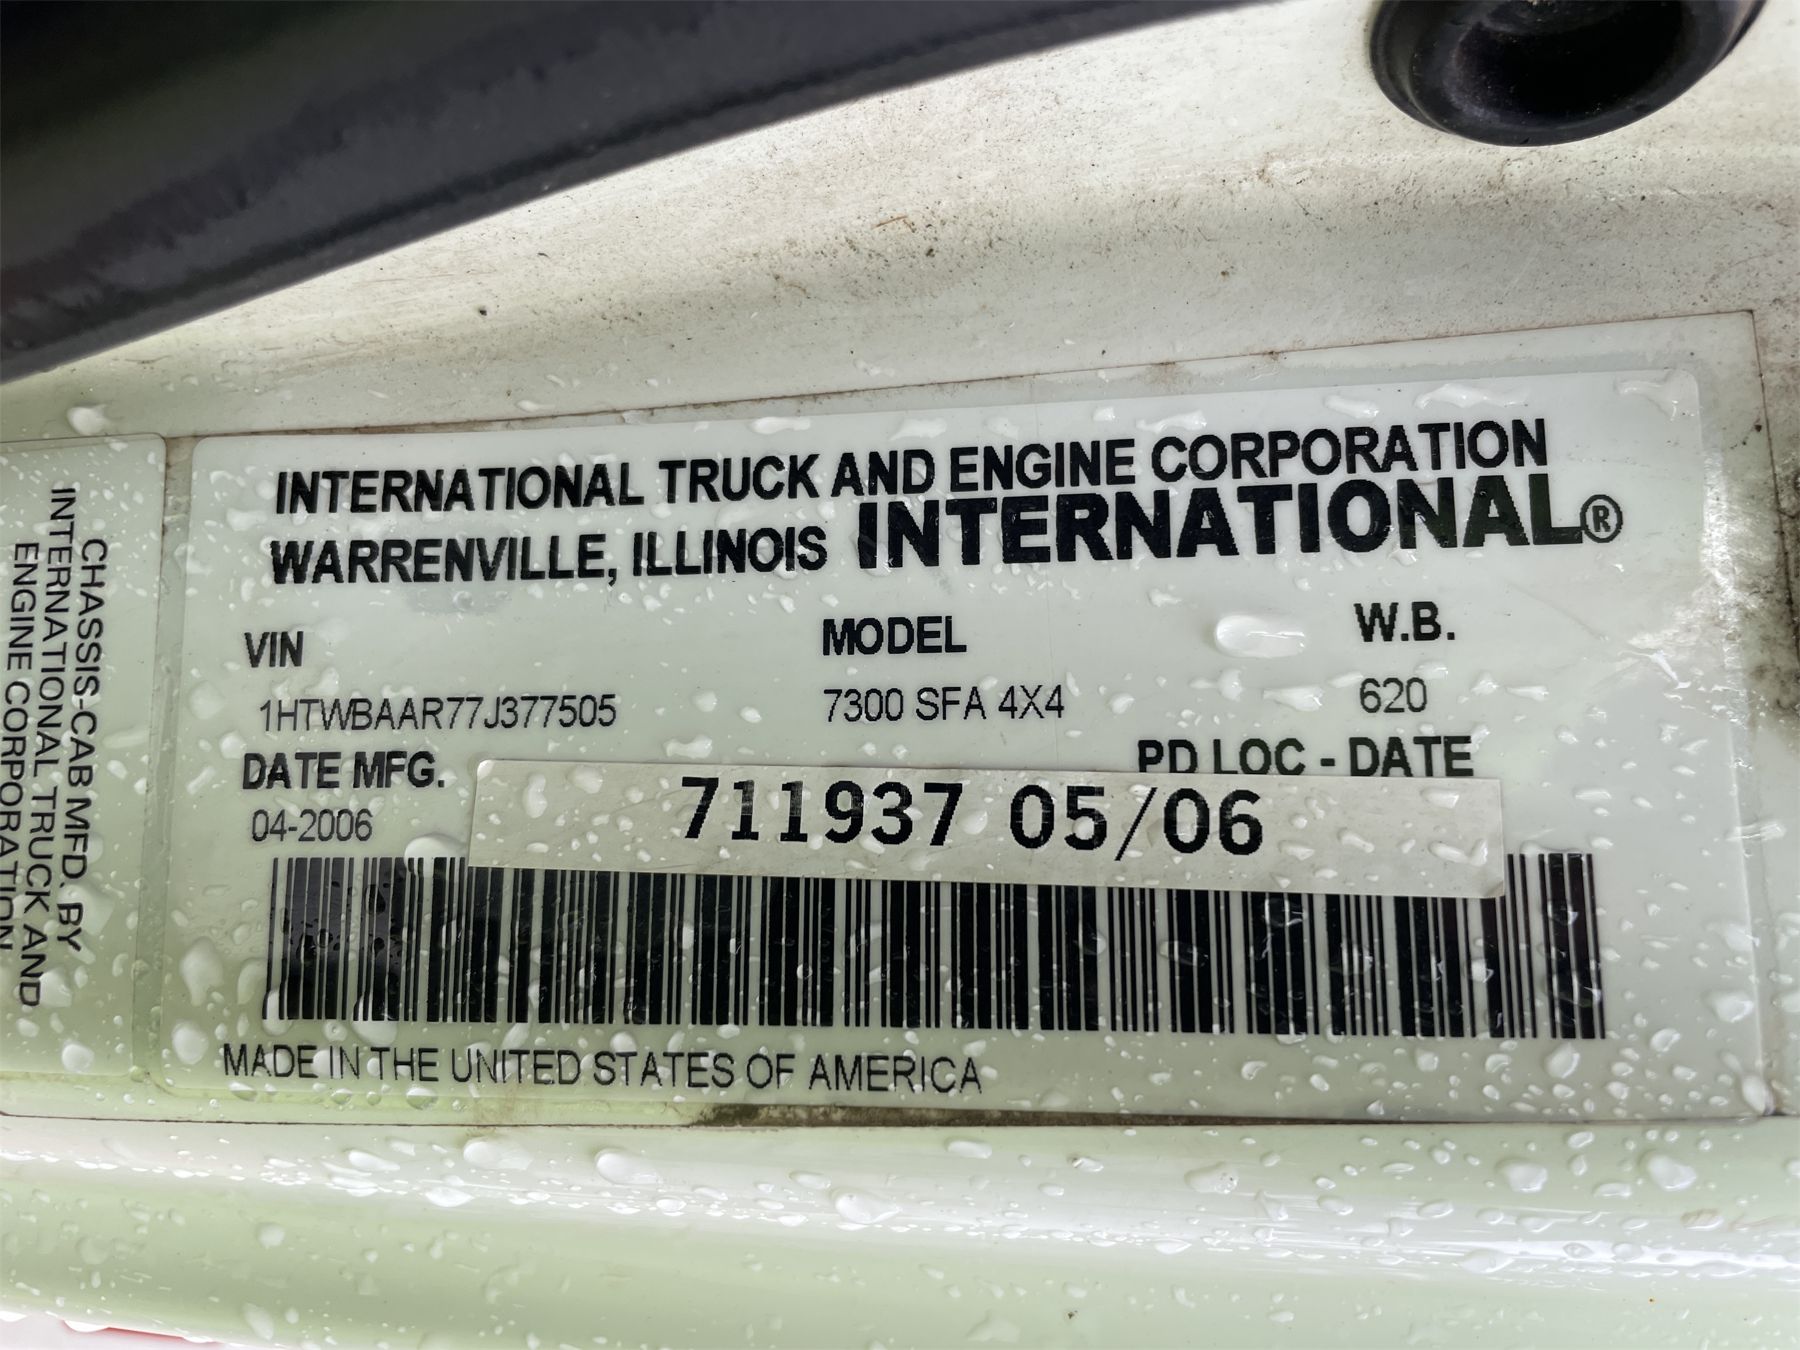 INTERNATIONAL TRUCK AND ENGINE CORPORATION
WARRENVILLE, ILLINOIS INTERNATIONAL®
VIN MODEL W.B.
1HTWBAAR77J377505 7300 SFA 4X4 620
DATE MFG. PD LOC - DATE
04-2006 711937 05/06
MADE IN THE UNITED STATES OF AMERICA
CHASSIS-CAB MFD. BY
INTERNATIONAL TRUCK AND
ENGINE CORPORATION